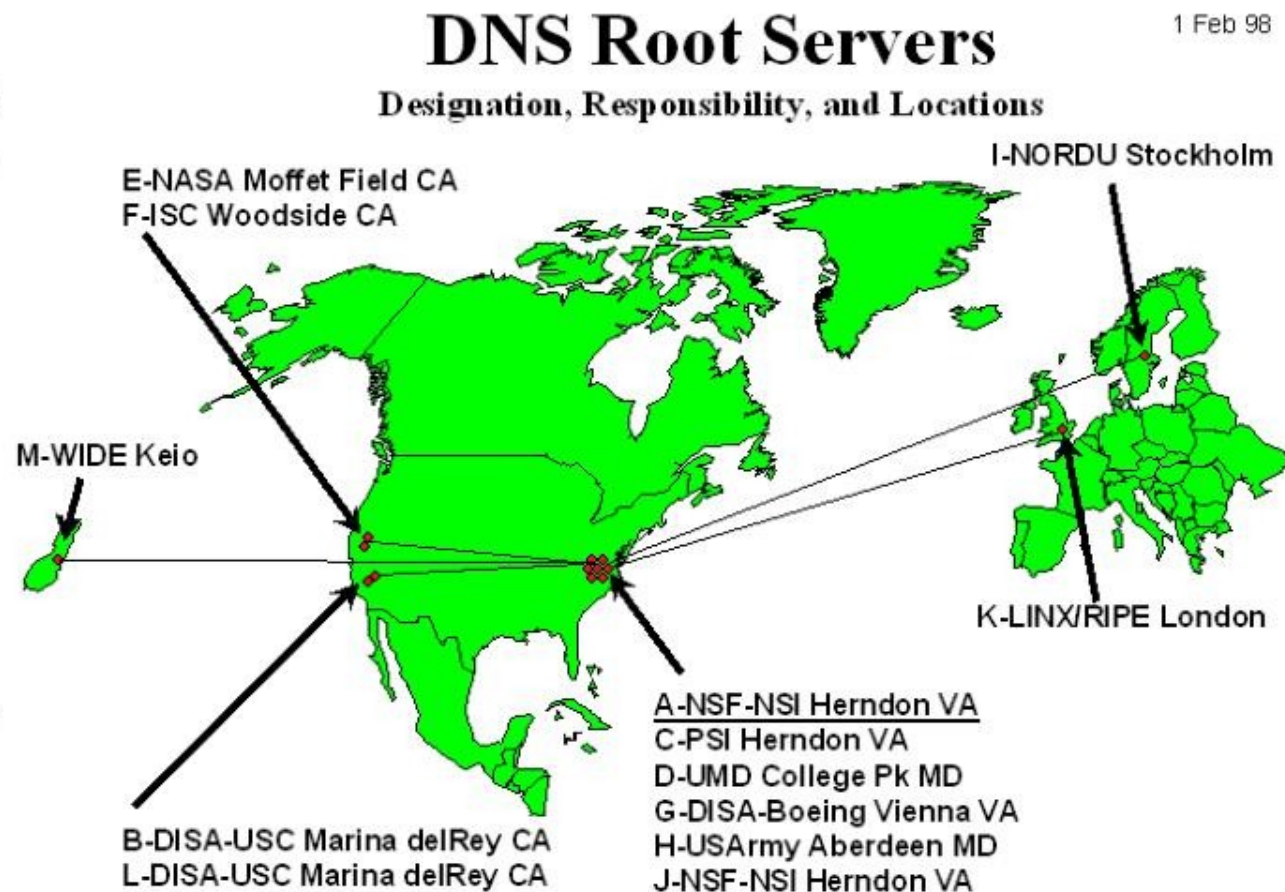 DNS Root Servers
1 Feb 98
Designation, Responsibility, and Locations
I-NORDU Stockholm
E-NASA Moffet Field CA
F-ISC Woodside CA
M-WIDE Keio
K-LINX/RIPE London
A-NSF-NSI Herndon VA
C-PSI Herndon VA
D-UMD College Pk MD
G-DISA-Boeing Vienna VA
H-USArmy Aberdeen MD
J-NSF-NSI Herndon VA
B-DISA-USC Marina delRey CA
L-DISA-USC Marina delRey CA